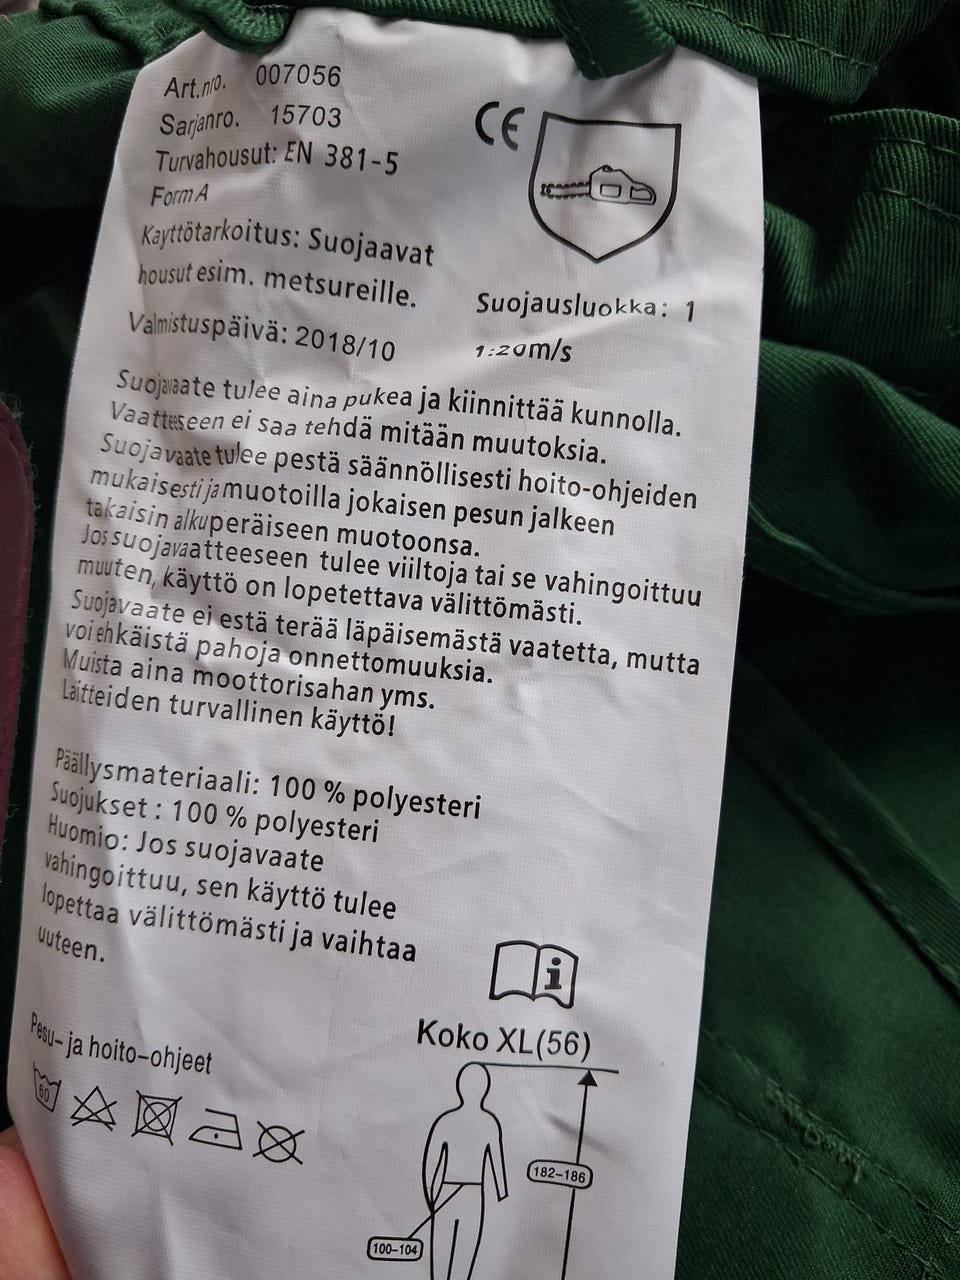 Art.nro. 007056
Sarjanro. 15703
Turvahousut: EN 381-5
Form A
CE
Kayttötarkoitus: Suojaavat
housut esim. metsureille.
Valmistuspäivä: 2018/10
Suojausluokka: 1
1:20m/s
Suojavaate tulee aina pukea ja kiinnittää kunnolla.
Vaatteseen ei saa tehdä mitään muutoksia.
Suojavaate tulee pestä säännöllisesti hoito-ohjeiden
mukaisesti ja muotoilla jokaisen pesun jalkeen
takaisin alkuperäiseen muotoonsa.
Jos suojavaatteeseen tulee viiltoja tai se vahingoittuu
muuten, käyttö on lopetettava välittömästi.
Suojavaate ei estä terää läpäisemästä vaatetta, mutta
voi ehkäistä pahoja onnettomuuksia.
Muista aina moottorisahan yms.
Laitteiden turvallinen käyttö!
Päällysmateriaali: 100 % polyesteri
Suojukset : 100 % polyesteri
Huomio: Jos suojavaate
vahingoittuu, sen käyttö tulee
lopettaa välittömästi ja vaihtaa
uuteen.
i
Koko XL(56)
Pesu- ja hoito-ohjeet
60
182-186
100-104